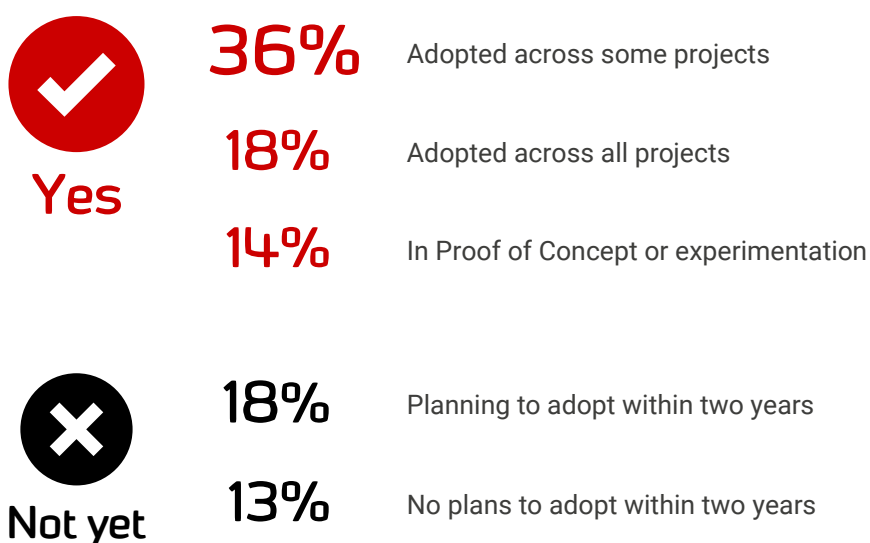 36% Adopted across some projects
18% Adopted across all projects
Yes
14% In Proof of Concept or experimentation
18% Planning to adopt within two years
13% No plans to adopt within two years
Not yet